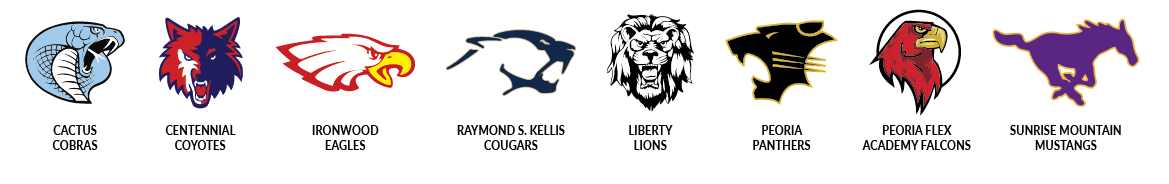 CACTUS
COBRAS
CENTENNIAL
COYOTES
IRONWOOD
EAGLES
RAYMOND S. KELLIS
COUGARS
LIBERTY
LIONS
PEORIA
PANTHERS
PEORIA FLEX
ACADEMY FALCONS
SUNRISE MOUNTAIN
MUSTANGS